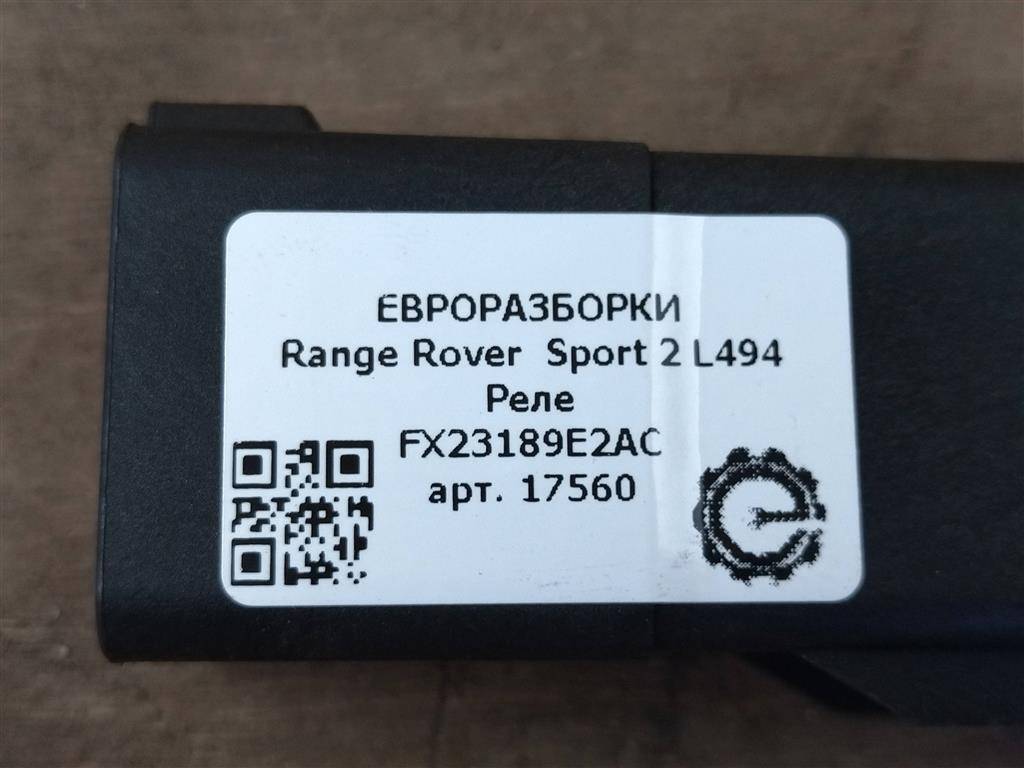 ЕВРОРАЗБОРКИ
Range Rover Sport 2 L494
Реле
FX23189E2AC
арт. 17560